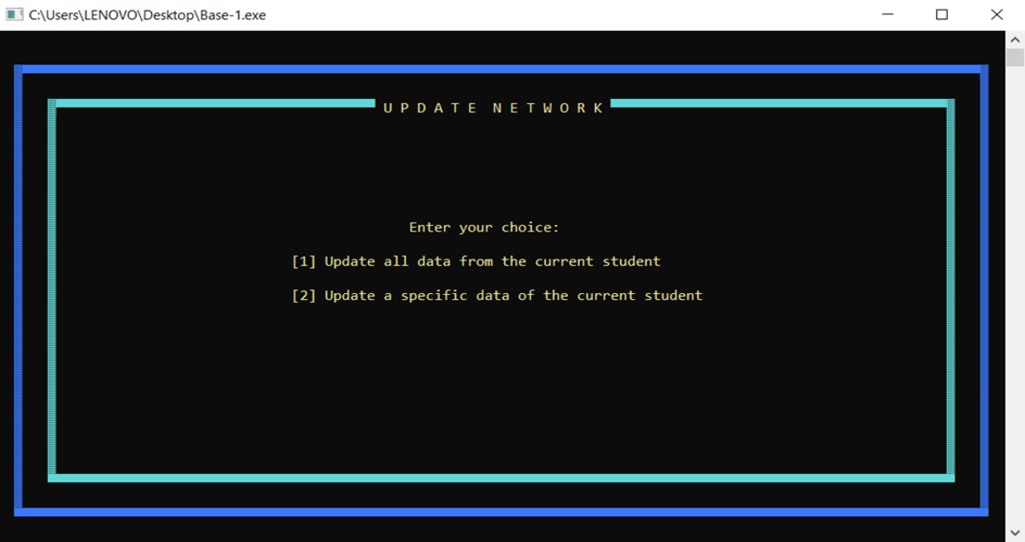 C:\Users\LENOVO\Desktop\Base-1.exe
U P D A T E  N E T W O R K
Enter your choice:
[1] Update all data from the current student
[2] Update a specific data of the current student